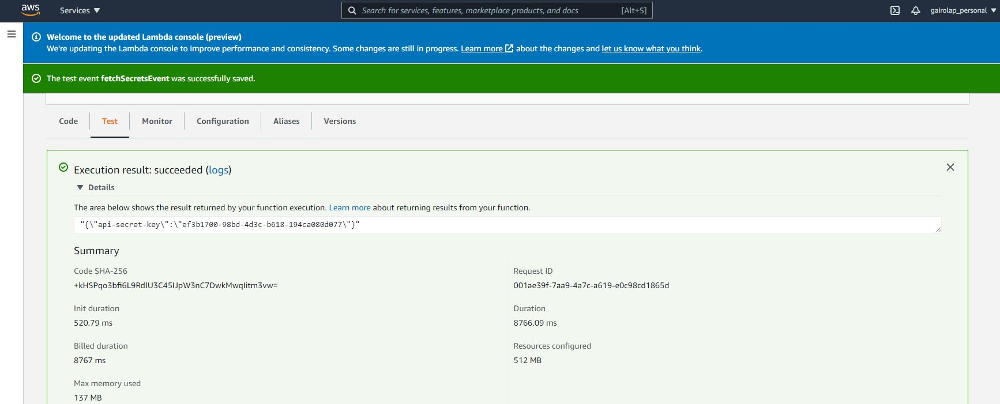 aws Services ▼ Search for services, features, marketplace products, and docs [Alt+S] gairolap_personal ▼
Welcome to the updated Lambda console (preview)
We're updating the Lambda console to improve performance and consistency. Some changes are still in progress. Learn more about the changes and let us know what you think.
The test event fetchSecretsEvent was successfully saved.
Code Test Monitor Configuration Aliases Versions
Execution result: succeeded (logs)
▼ Details
The area below shows the result returned by your function execution. Learn more about returning results from your function.
"{\"api-secret-key\":\"ef3b1700-98bd-4d3c-b618-194ca080d077\"}"
Summary
Code SHA-256
+kHSPqo3bfi6L9RdlU3C45IJpW3nC7DwkMwqIitm3vw=
Request ID
001ae39f-7aa9-4a7c-a619-e0c98cd1865d
Init duration
520.79 ms
Duration
8766.09 ms
Billed duration
8767 ms
Resources configured
512 MB
Max memory used
137 MB